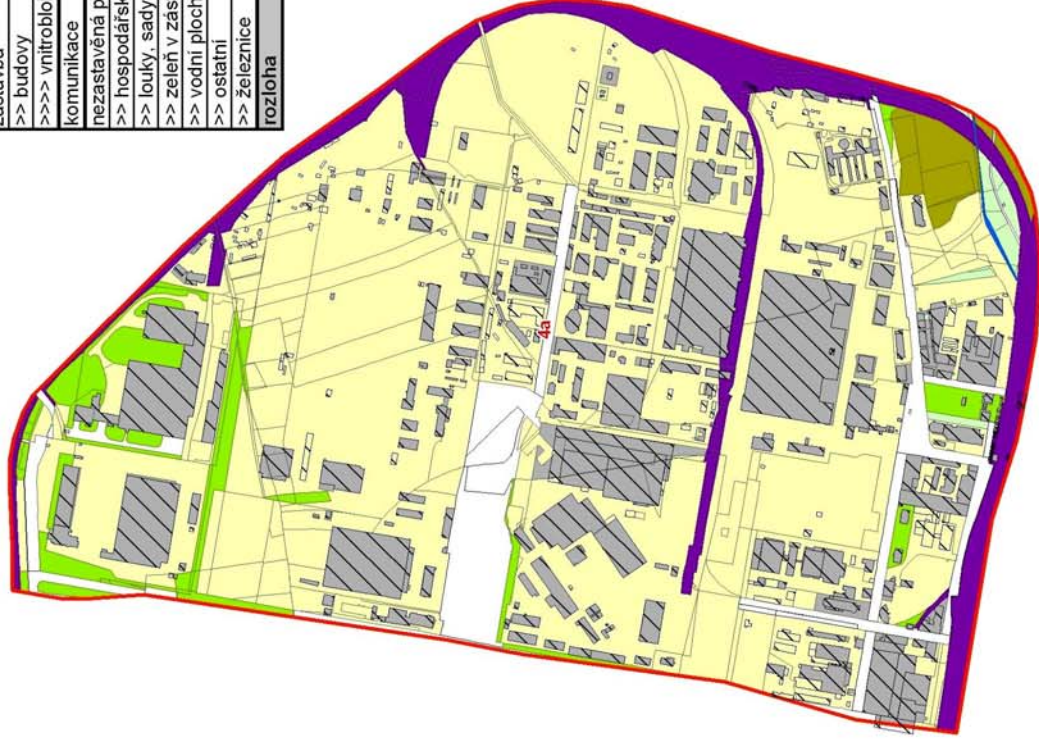 >> budovy
>>>> vnitroblo
komunikace
nezastavěná p
>> hospodářsk
>> louky, sady
>> zeleň v zás
>> vodní ploch
>> ostatní
>> železnice
rozloha
4a